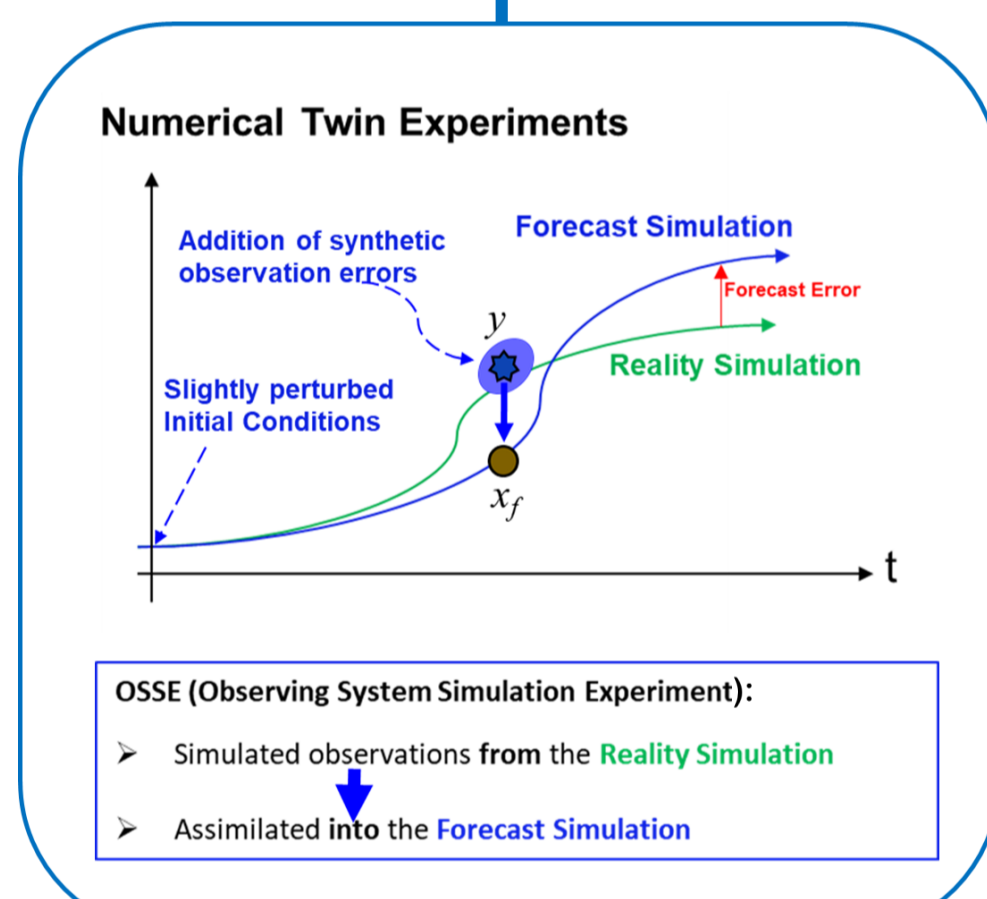 Numerical Twin Experiments
Addition of synthetic
observation errors
Forecast Simulation
Forecast Error
y
Reality Simulation
Slightly perturbed
Initial Conditions
x_f
t
OSSE (Observing System Simulation Experiment):
➢ Simulated observations from the Reality Simulation
➢ Assimilated into the Forecast Simulation